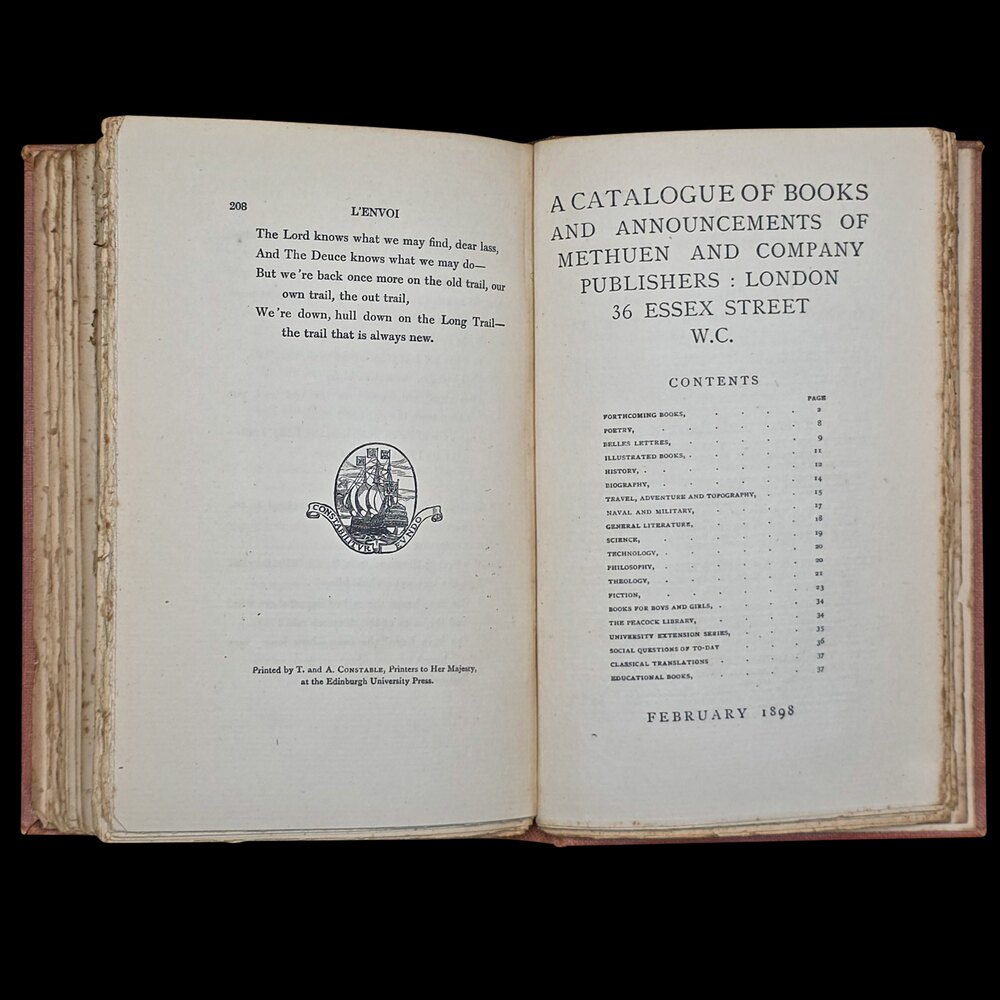 208
L'ENVOI
The Lord knows what we may find, dear lass,
And The Deuce knows what we may do—
But we're back once more on the old trail, our
own trail, the out trail,
We're down, hull down on the Long Trail—
the trail that is always new.
CONSTABILITVR EVNDO
Printed by T. and A. CONSTABLE, Printers to Her Majesty,
at the Edinburgh University Press.
A CATALOGUE OF BOOKS
AND ANNOUNCEMENTS OF
METHUEN AND COMPANY
PUBLISHERS : LONDON
36 ESSEX STREET
W.C.
CONTENTS
PAGE
FORTHCOMING BOOKS, . . . . 2
POETRY, . . . . . . 8
BELLES LETTRES, . . . . . 9
ILLUSTRATED BOOKS, . . . . . 11
HISTORY, . . . . . . 12
BIOGRAPHY, . . . . . . 14
TRAVEL, ADVENTURE AND TOPOGRAPHY, . . 15
NAVAL AND MILITARY, . . . . 17
GENERAL LITERATURE, . . . . 18
SCIENCE, . . . . . . 19
TECHNOLOGY, . . . . . . 20
PHILOSOPHY, . . . . . . 20
THEOLOGY, . . . . . . 21
FICTION, . . . . . . 23
BOOKS FOR BOYS AND GIRLS, . . . . 34
THE PEACOCK LIBRARY, . . . . 34
UNIVERSITY EXTENSION SERIES, . . . 35
SOCIAL QUESTIONS OF TO-DAY . . . 36
CLASSICAL TRANSLATIONS . . . . 37
EDUCATIONAL BOOKS, . . . . 37
FEBRUARY 1898